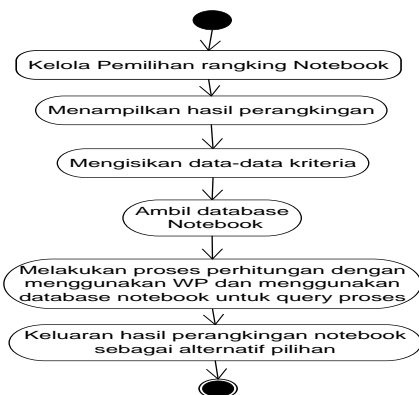 Kelola Pemilihan rangking Notebook
Menampilkan hasil perangkingan
Mengisikan data-data kriteria
Ambil database
Notebook
Melakukan proses perhitungan dengan
menggunakan WP dan menggunakan
database notebook untuk query proses
Keluaran hasil perangkingan notebook
sebagai alternatif pilihan